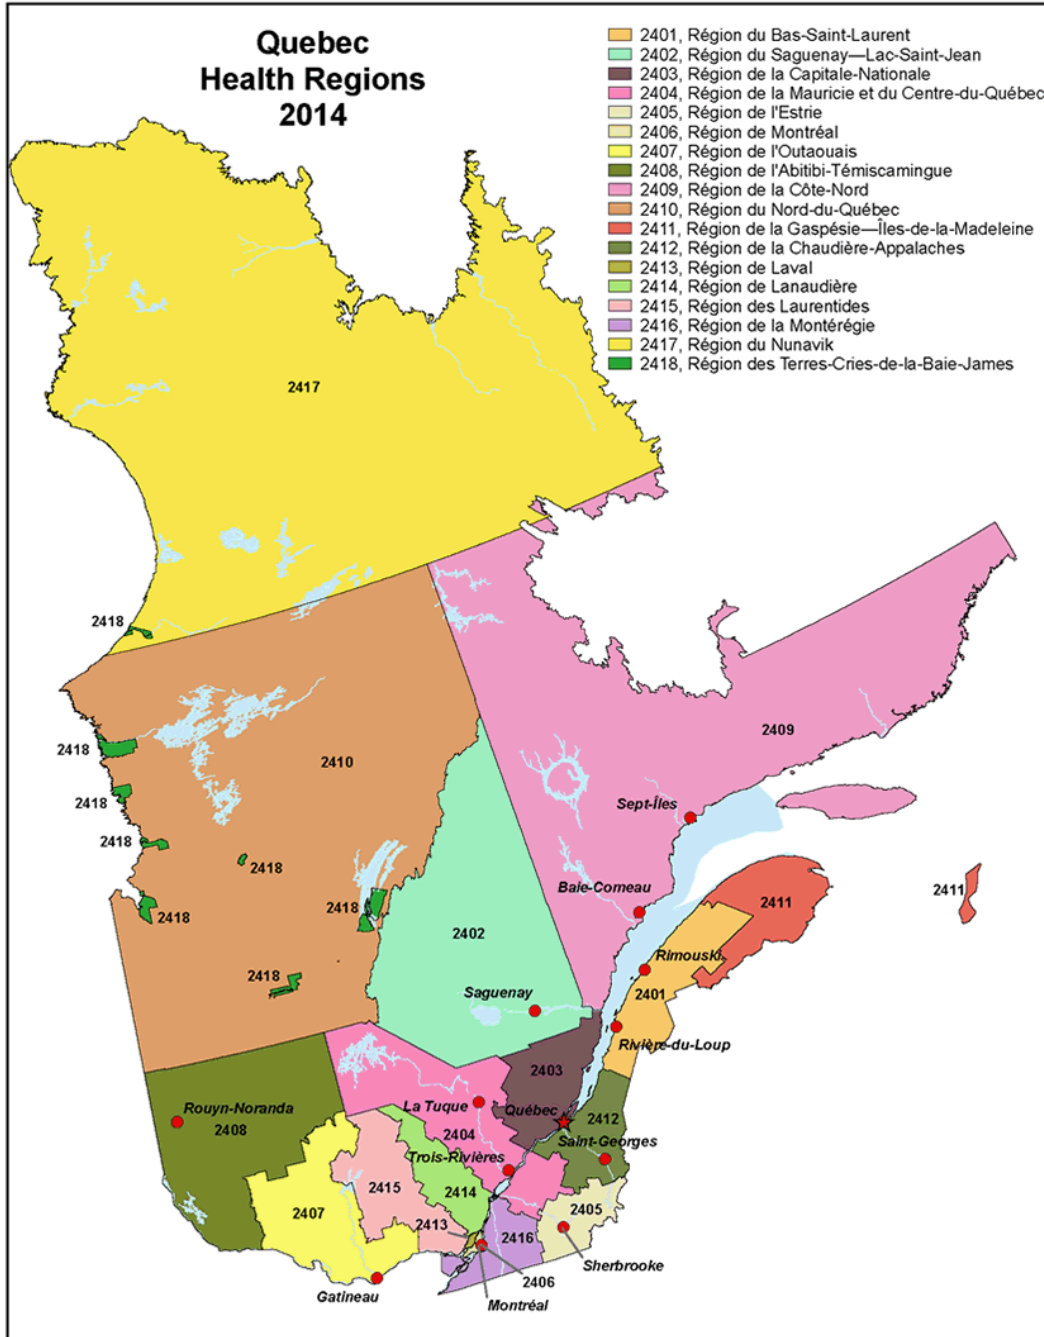 Quebec
Health Regions
2014
2401, Région du Bas-Saint-Laurent
2402, Région du Saguenay—Lac-Saint-Jean
2403, Région de la Capitale-Nationale
2404, Région de la Mauricie et du Centre-du-Québec
2405, Région de l'Estrie
2406, Région de Montréal
2407, Région de l'Outaouais
2408, Région de l'Abitibi-Témiscamingue
2409, Région de la Côte-Nord
2410, Région du Nord-du-Québec
2411, Région de la Gaspésie—Îles-de-la-Madeleine
2412, Région de la Chaudière-Appalaches
2413, Région de Laval
2414, Région de Lanaudière
2415, Région des Laurentides
2416, Région de la Montérégie
2417, Région du Nunavik
2418, Région des Terres-Cries-de-la-Baie-James
2417
2418
2409
2418
2410
2418
Sept-Îles
2418
2418
Baie-Comeau
2411
2411
2418
2418
2402
Rimouski
2418
2401
Saguenay
Rivière-du-Loup
2403
La Tuque
Québec
Rouyn-Noranda
2412
2408
2404
Saint-Georges
Trois-Rivières
2415
2414
2405
2407
2413
2416
Sherbrooke
2406
Gatineau
Montréal